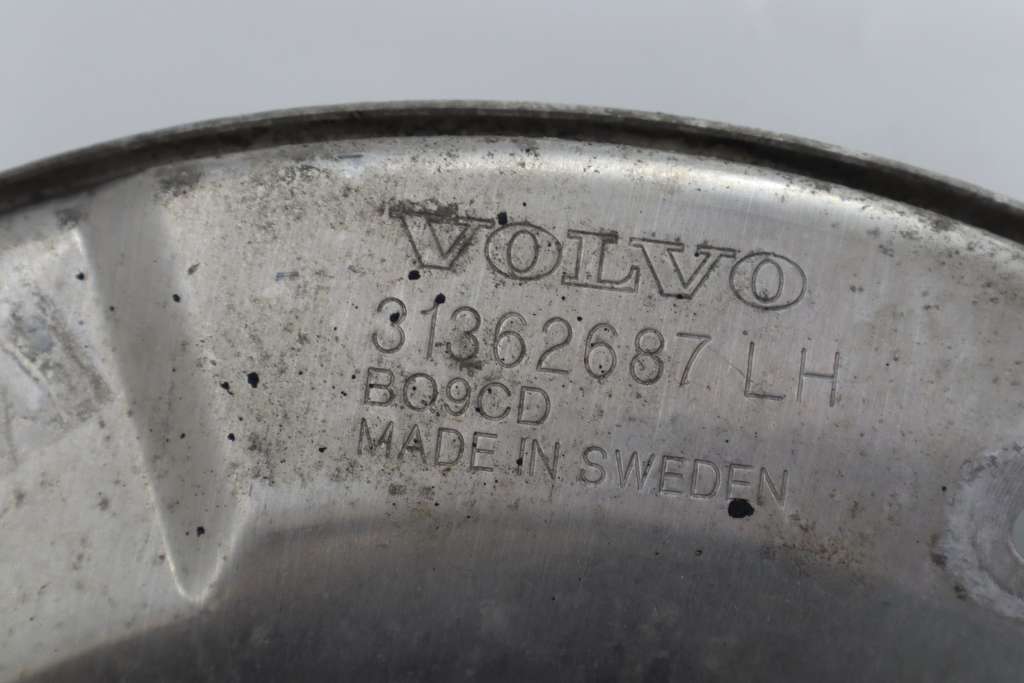 VOLVO
31362687 LH
BQ9CD
MADE IN SWEDEN